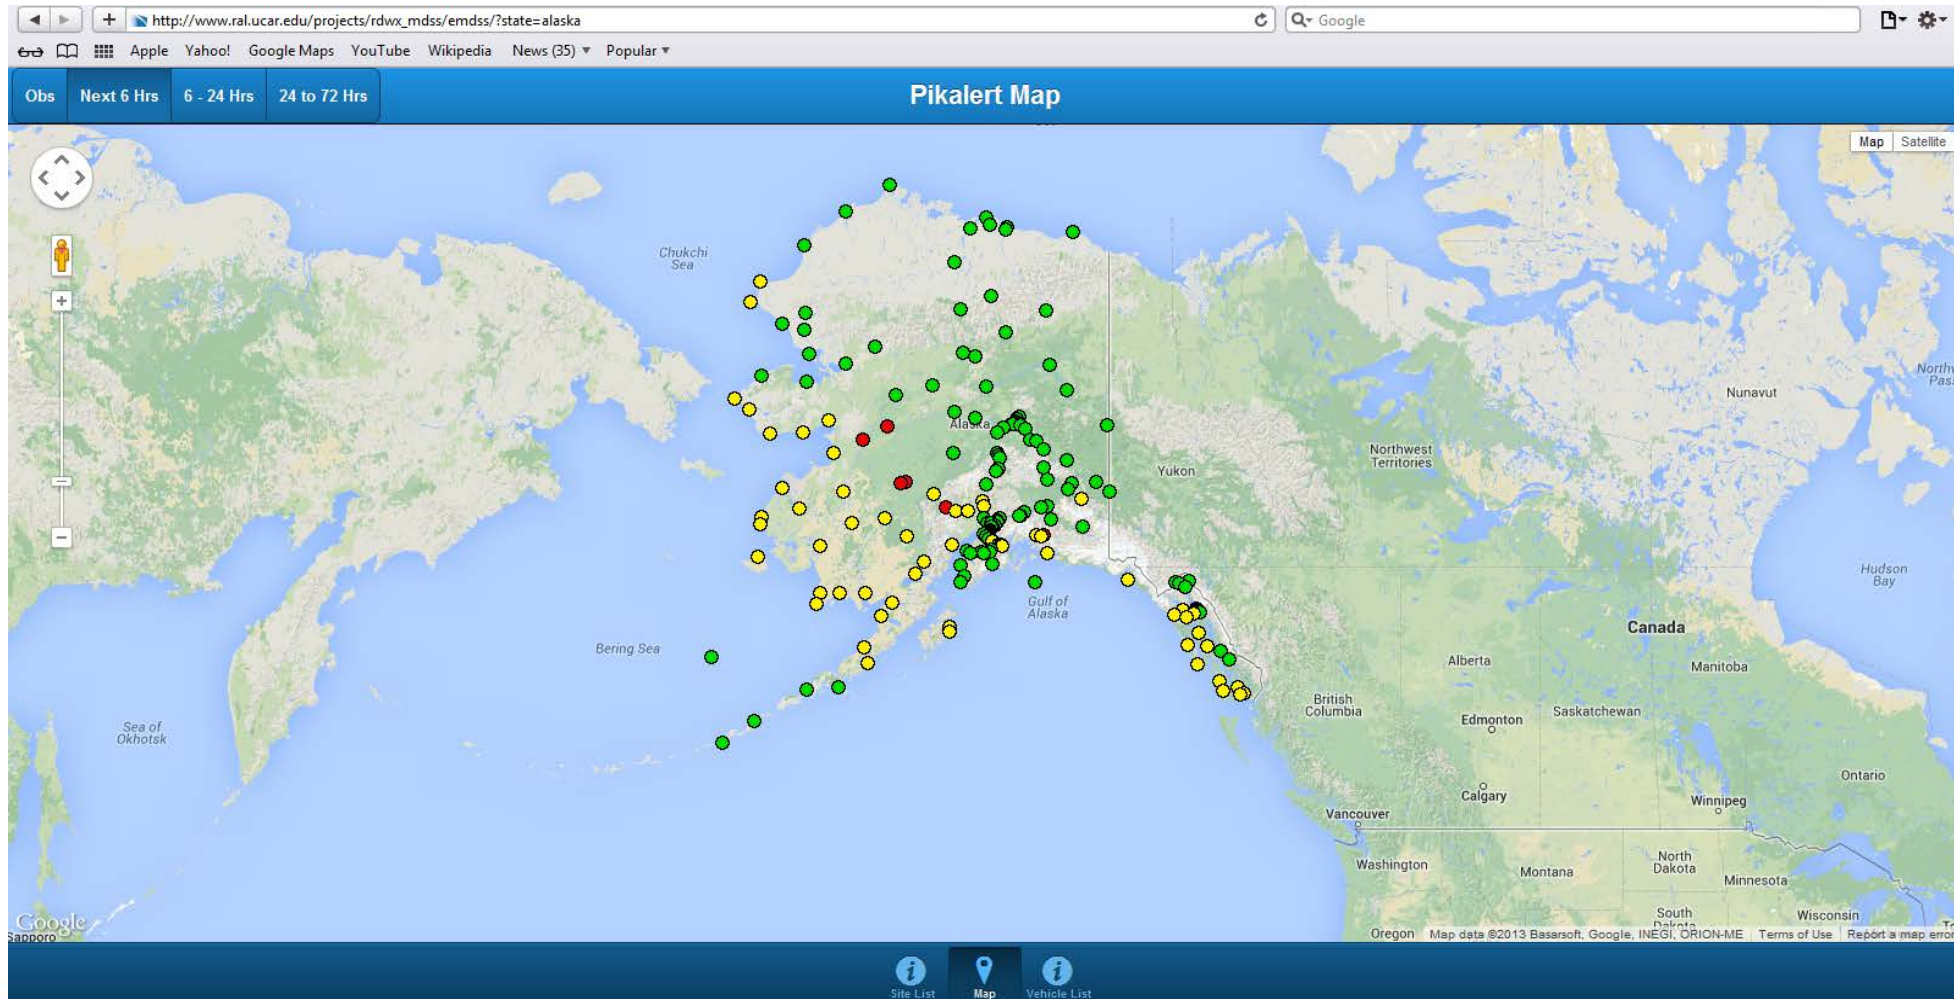 http://www.ral.ucar.edu/projects/rdwx_mdss/emdss/?state=alaska
Google
Apple Yahoo! Google Maps YouTube Wikipedia News (35) Popular
Obs Next 6 Hrs 6 - 24 Hrs 24 to 72 Hrs
Pikalert Map
Map Satellite
Chukchi
Sea
Nunavut
Alaska
Northwest
Territories
Yukon
Hudson
Bay
Gulf of
Alaska
Canada
Bering Sea
Alberta
Manitoba
British
Columbia
Saskatchewan
Edmonton
Sea of
Okhotsk
Ontario
Calgary
Winnipeg
Vancouver
Washington
North
Dakota
Montana
Minnesota
South
Dakota
Wisconsin
Google
Sapporo
Oregon
Map data ©2013 Basarsoft, Google, INEGI, ORION-ME Terms of Use Report a map error
Site List Map Vehicle List